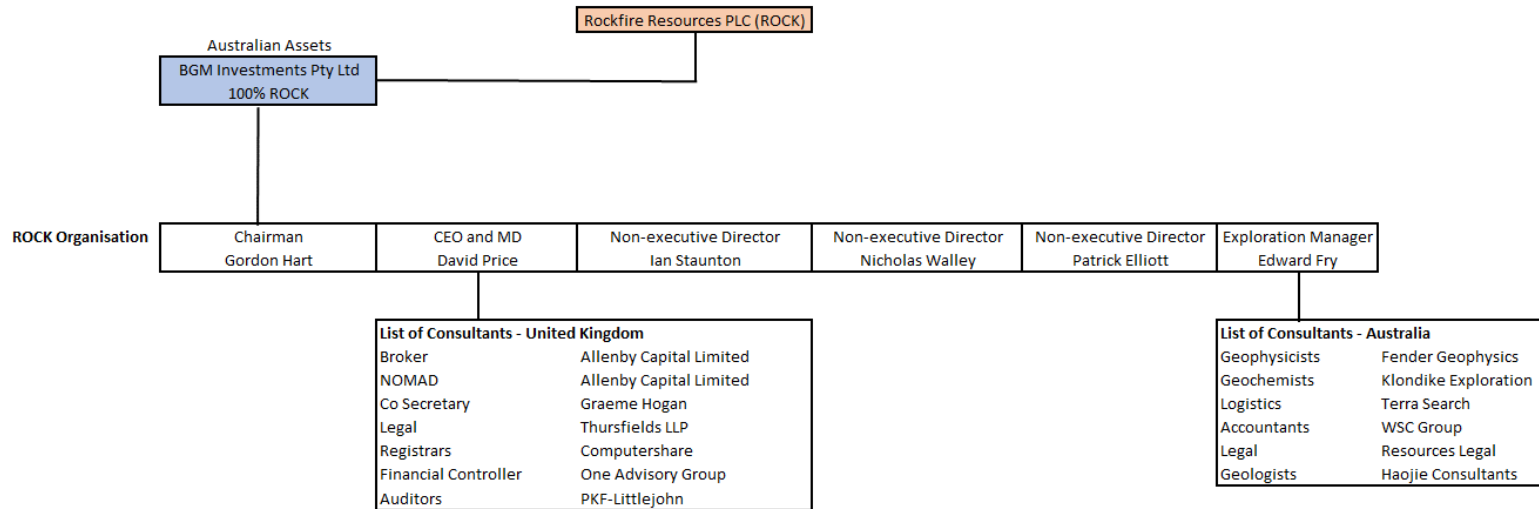 Rockfire Resources PLC (ROCK)
Australian Assets
BGM Investments Pty Ltd
100% ROCK
ROCK Organisation
Chairman
Gordon Hart
CEO and MD
David Price
Non-executive Director
Ian Staunton
Non-executive Director
Nicholas Walley
Non-executive Director
Patrick Elliott
Exploration Manager
Edward Fry
List of Consultants - United Kingdom
Broker Allenby Capital Limited
NOMAD Allenby Capital Limited
Co Secretary Graeme Hogan
Legal Thursfields LLP
Registrars Computershare
Financial Controller One Advisory Group
Auditors PKF-Littlejohn
List of Consultants - Australia
Geophysicists Fender Geophysics
Geochemists Klondike Exploration
Logistics Terra Search
Accountants WSC Group
Legal Resources Legal
Geologists Haojie Consultants